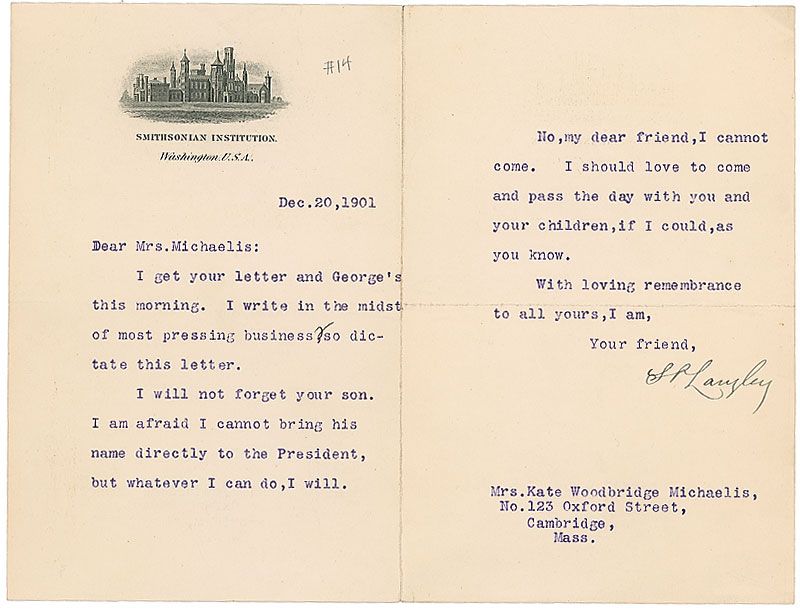 #14
SMITHSONIAN INSTITUTION.
Washington, U.S.A.
Dec.20,1901
Dear Mrs.Michaelis:
I get your letter and George's
this morning. I write in the midst
of most pressing business & so dic-
tate this letter.
I will not forget your son.
I am afraid I cannot bring his
name directly to the President,
but whatever I can do,I will.
No,my dear friend,I cannot
come. I should love to come
and pass the day with you and
your children,if I could,as
you know.
With loving remembrance
to all yours,I am,
Your friend,
S P Langley
Mrs.Kate Woodbridge Michaelis,
No.123 Oxford Street,
Cambridge,
Mass.